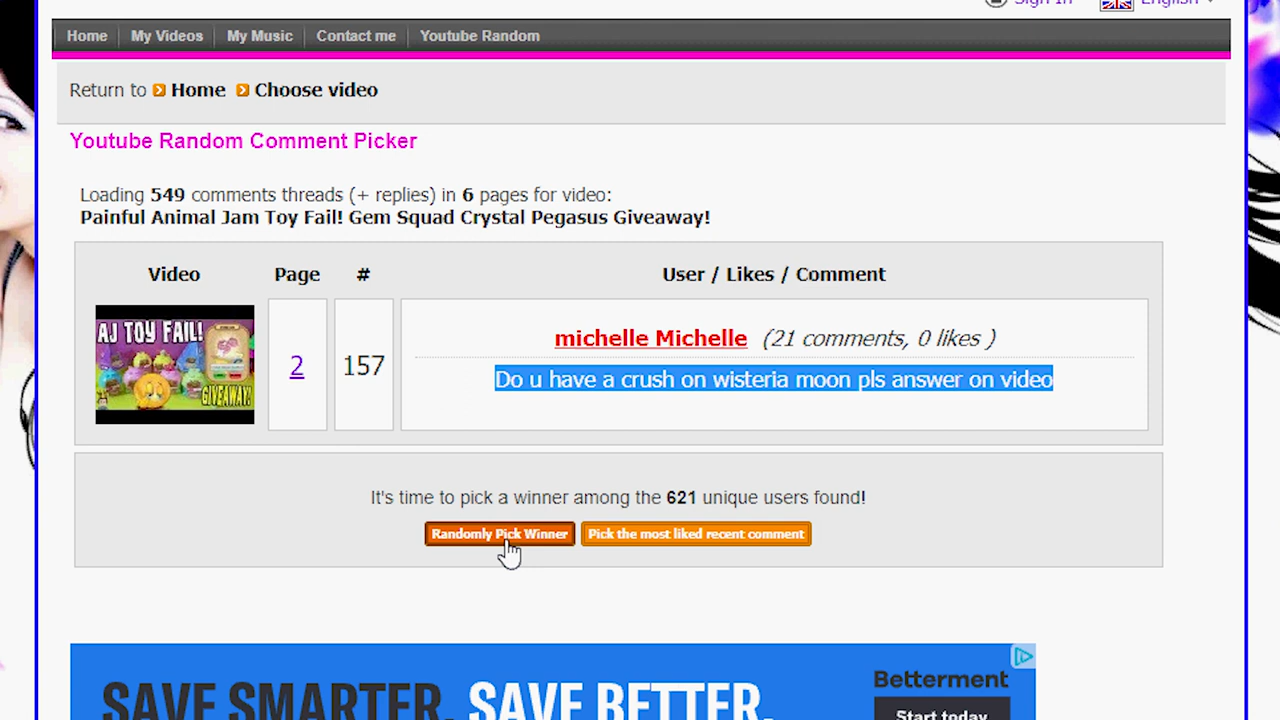 Sign In English
Home My Videos My Music Contact me Youtube Random
Return to Home Choose video
Youtube Random Comment Picker
Loading 549 comments threads (+ replies) in 6 pages for video:
Painful Animal Jam Toy Fail! Gem Squad Crystal Pegasus Giveaway!
Video Page # User / Likes / Comment
AJ TOY FAIL!
GIVEAWAY!
2 157
michelle Michelle (21 comments, 0 likes )
Do u have a crush on wisteria moon pls answer on video
It's time to pick a winner among the 621 unique users found!
Randomly Pick Winner Pick the most liked recent comment
SAVE SMARTER. SAVE BETTER.
Betterment
Start today